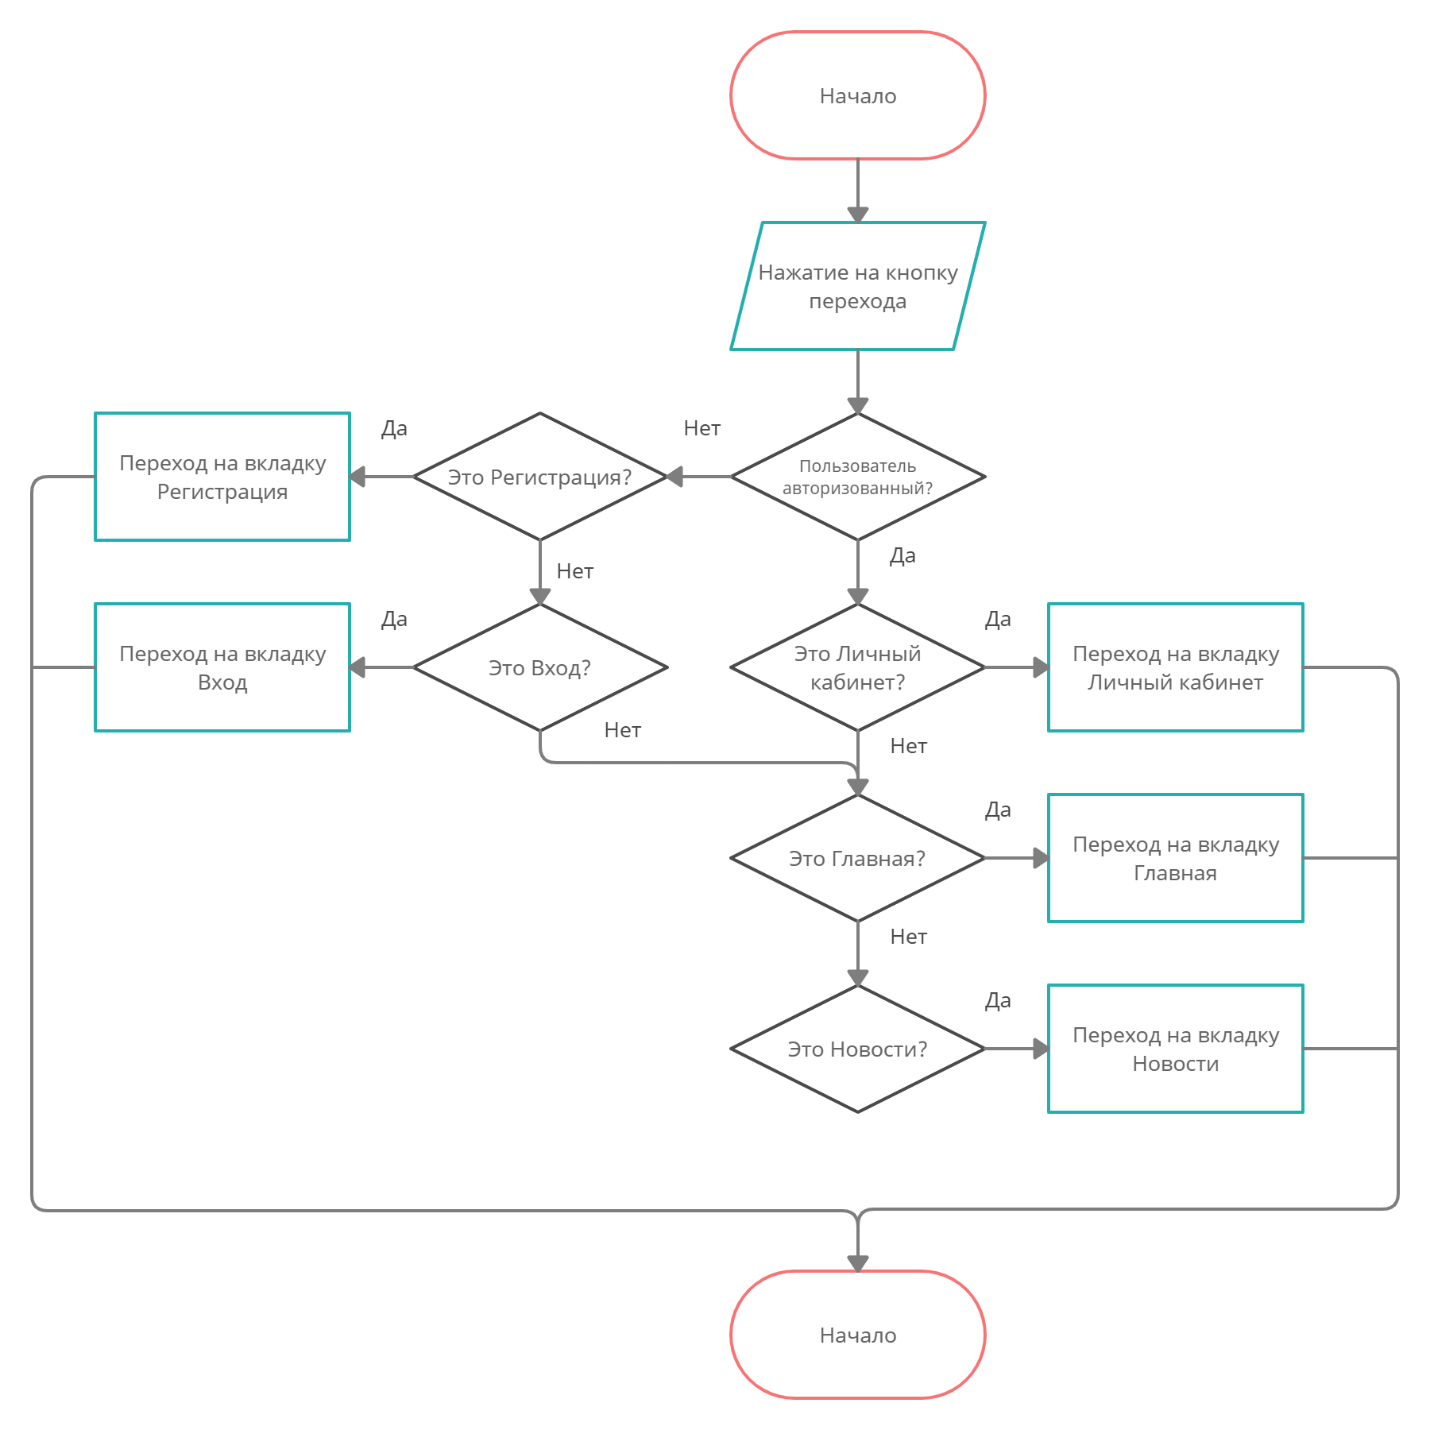 Начало
Нажатие на кнопку
перехода
Да
Нет
Переход на вкладку
Регистрация
Это Регистрация?
Пользователь
авторизованный?
Нет
Да
Да
Да
Переход на вкладку
Вход
Это Вход?
Это Личный
кабинет?
Переход на вкладку
Личный кабинет
Нет
Нет
Да
Это Главная?
Переход на вкладку
Главная
Нет
Да
Это Новости?
Переход на вкладку
Новости
Начало